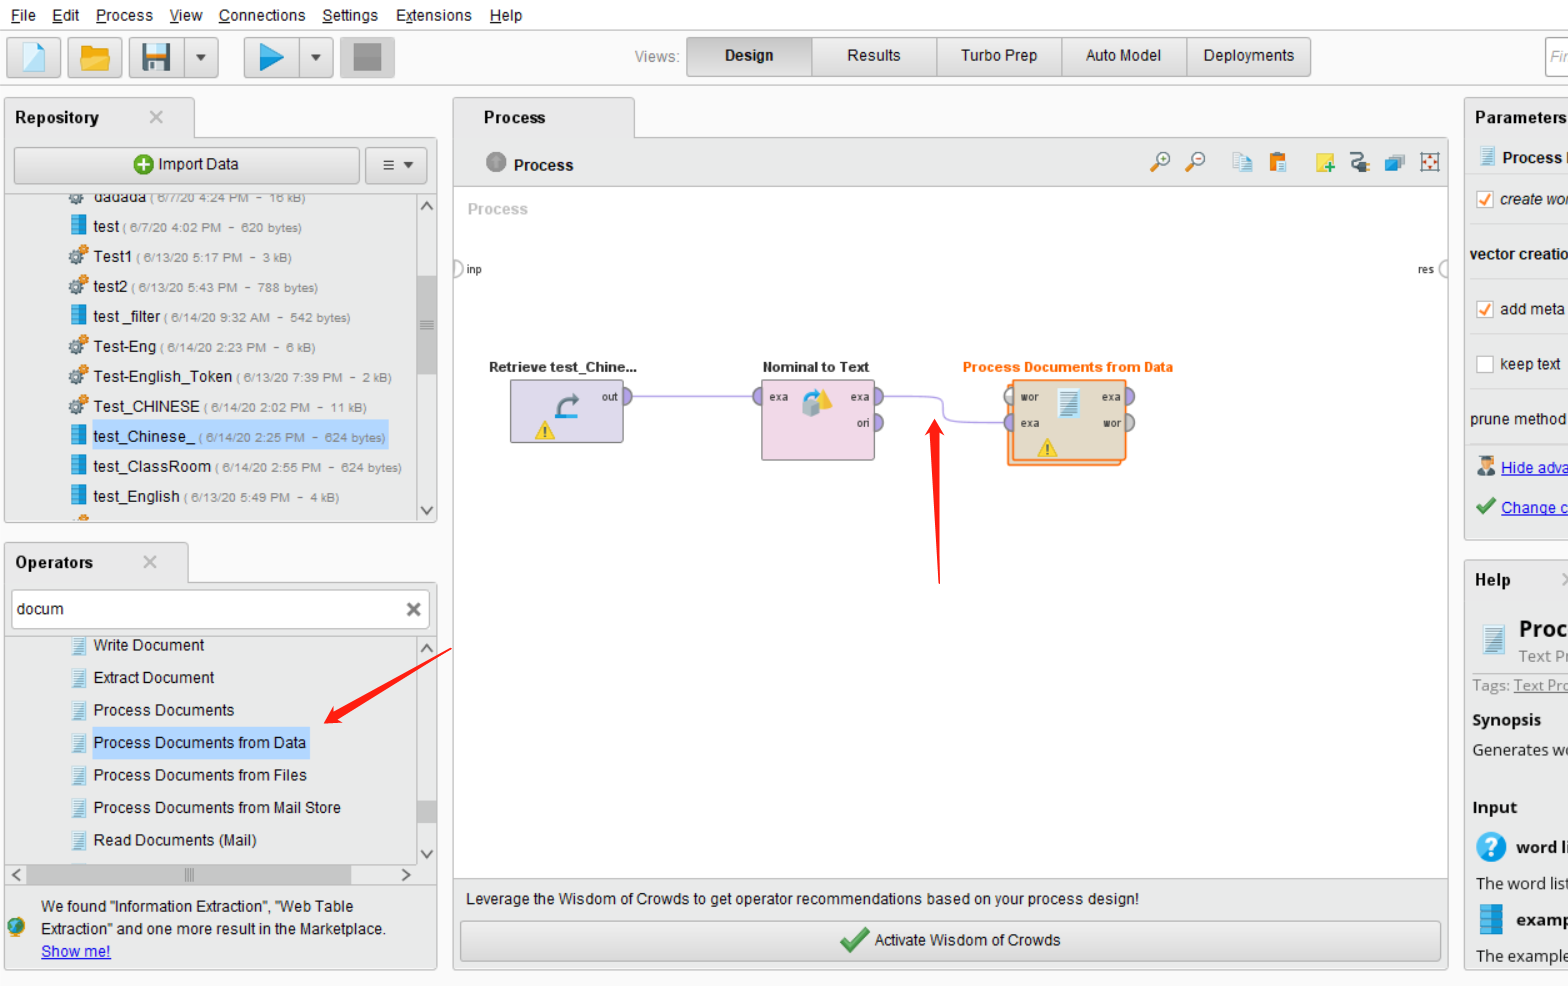 File Edit Process View Connections Settings Extensions Help
Views: Design Results Turbo Prep Auto Model Deployments
Repository
Import Data
dadada ( 6/7/20 4:24 PM – 16 kB)
test ( 6/7/20 4:02 PM – 620 bytes)
Test1 ( 6/13/20 5:17 PM – 3 kB)
test2 ( 6/13/20 5:43 PM – 788 bytes)
test _filter ( 6/14/20 9:32 AM – 542 bytes)
Test-Eng ( 6/14/20 2:23 PM – 6 kB)
Test-English_Token ( 6/13/20 7:39 PM – 2 kB)
Test_CHINESE ( 6/14/20 2:02 PM – 11 kB)
test_Chinese_ ( 6/14/20 2:25 PM – 624 bytes)
test_ClassRoom ( 6/14/20 2:55 PM – 624 bytes)
test_English ( 6/13/20 5:49 PM – 4 kB)
Operators
docum
Write Document
Extract Document
Process Documents
Process Documents from Data
Process Documents from Files
Process Documents from Mail Store
Read Documents (Mail)
We found "Information Extraction", "Web Table
Extraction" and one more result in the Marketplace.
Show me!
Process
Process
Process
inp
res
Retrieve test_Chine...
out
Nominal to Text
exa exa
ori
Process Documents from Data
wor exa
exa wor
Leverage the Wisdom of Crowds to get operator recommendations based on your process design!
Activate Wisdom of Crowds
Parameters
Process
create wor
vector creatio
add meta
keep text
prune method
Hide adva
Change c
Help
Proc
Text Pr
Tags: Text Pro
Synopsis
Generates wo
Input
word li
The word list
examp
The example